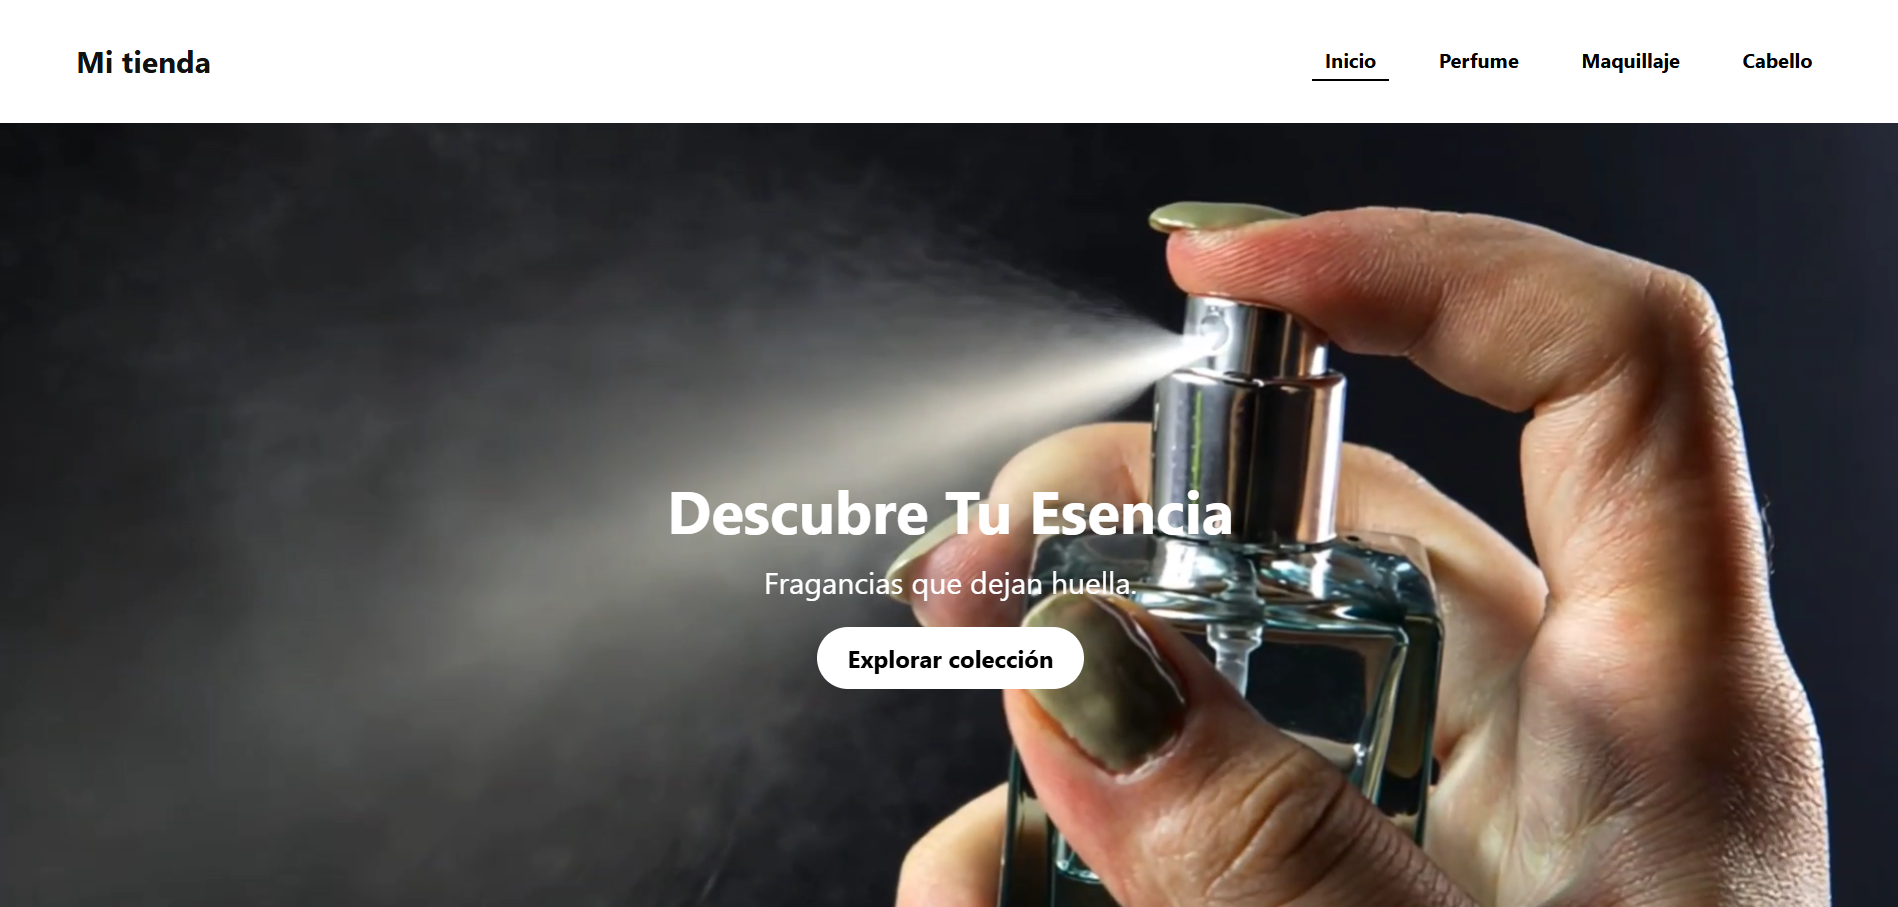 Mi tienda
Inicio Perfume Maquillaje Cabello
Descubre Tu Esencia
Fragancias que dejan huella.
Explorar colección